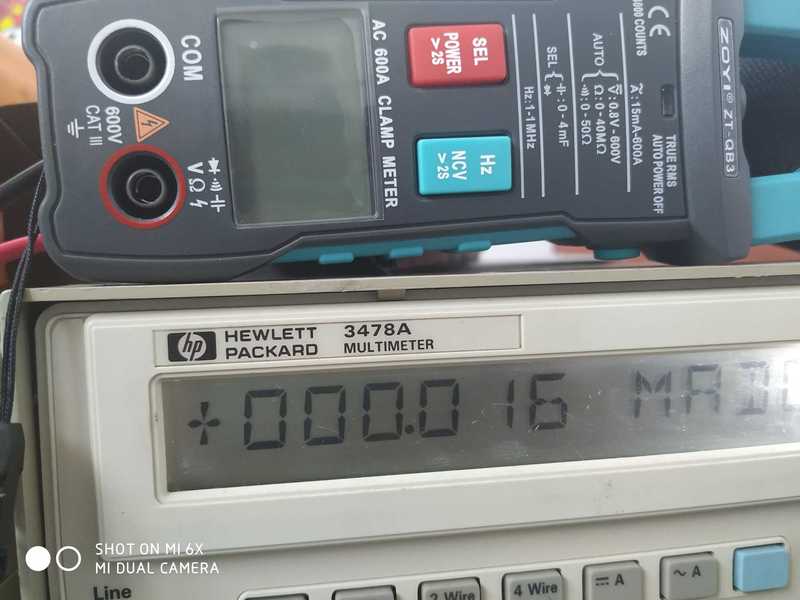 COM
600V
CAT III
VΩ
AC 600A CLAMP METER
SEL
POWER
> 2S
Hz
NCV
> 2S
6000 COUNTS
AUTO
V:0.8V-600V
Ω:0-40MΩ
:0-50Ω
SEL
:0-4mF
Hz:1-1MHz
A:15mA-600A
TRUE RMS
AUTO POWER OFF
CE
ZOYI® ZT-QB3
hp HEWLETT PACKARD
3478A
MULTIMETER
+000.016 MADC
SHOT ON MI 6X
MI DUAL CAMERA
Line
2 Wire
4 Wire
A
~ A